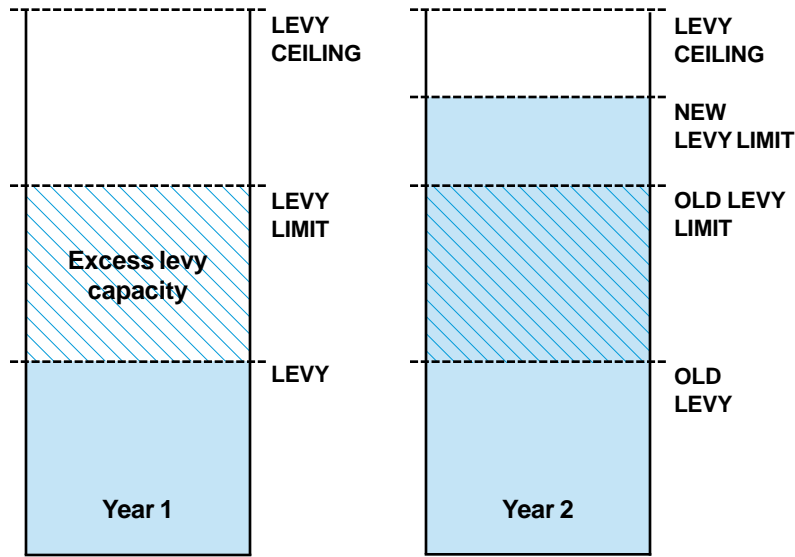 LEVY
CEILING
LEVY
LIMIT
Excess levy
capacity
LEVY
Year 1
LEVY
CEILING
NEW
LEVY LIMIT
OLD LEVY
LIMIT
OLD
LEVY
Year 2